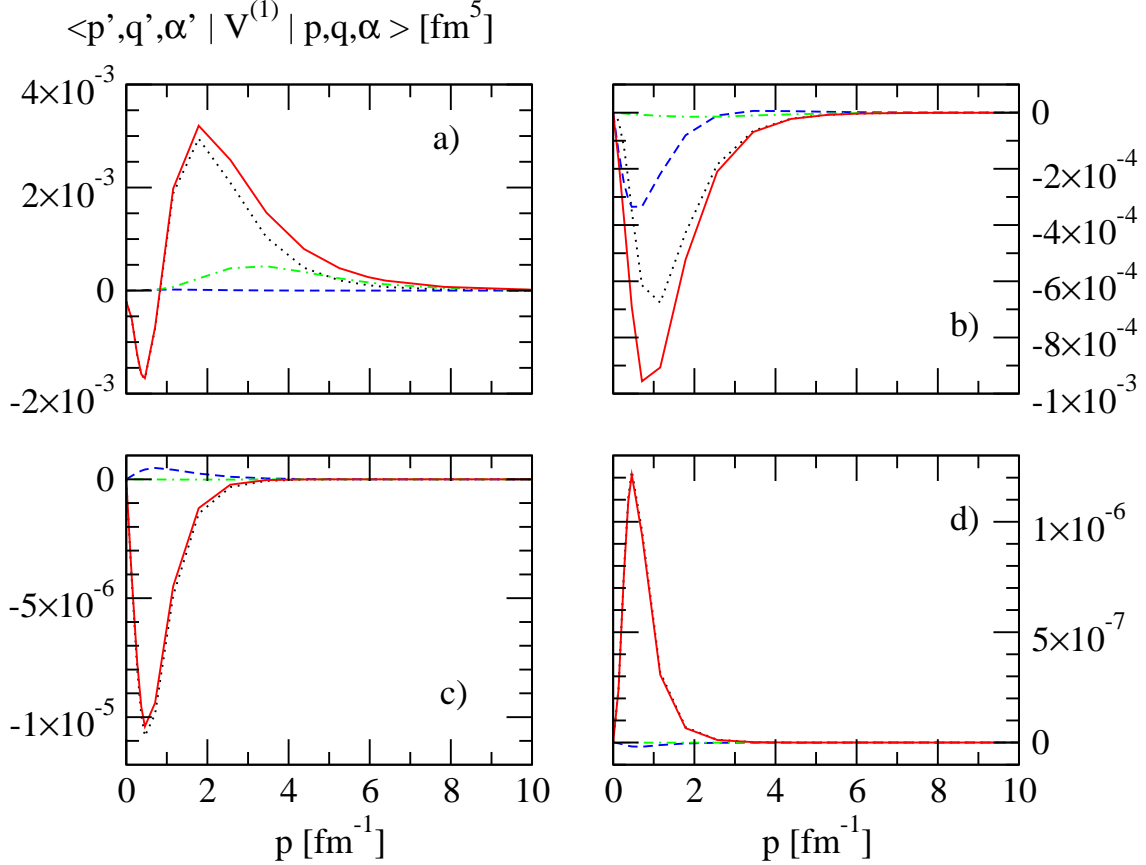 <p’,q’,α’ | V⁽¹⁾ | p,q,α > [fm⁵]
4×10⁻³
2×10⁻³
0
-2×10⁻³
a)
0
-2×10⁻⁴
-4×10⁻⁴
-6×10⁻⁴
-8×10⁻⁴
-1×10⁻³
b)
0
-5×10⁻⁶
-1×10⁻⁵
c)
0 2 4 6 8 10
p [fm⁻¹]
d)
1×10⁻⁶
5×10⁻⁷
0
0 2 4 6 8 10
p [fm⁻¹]